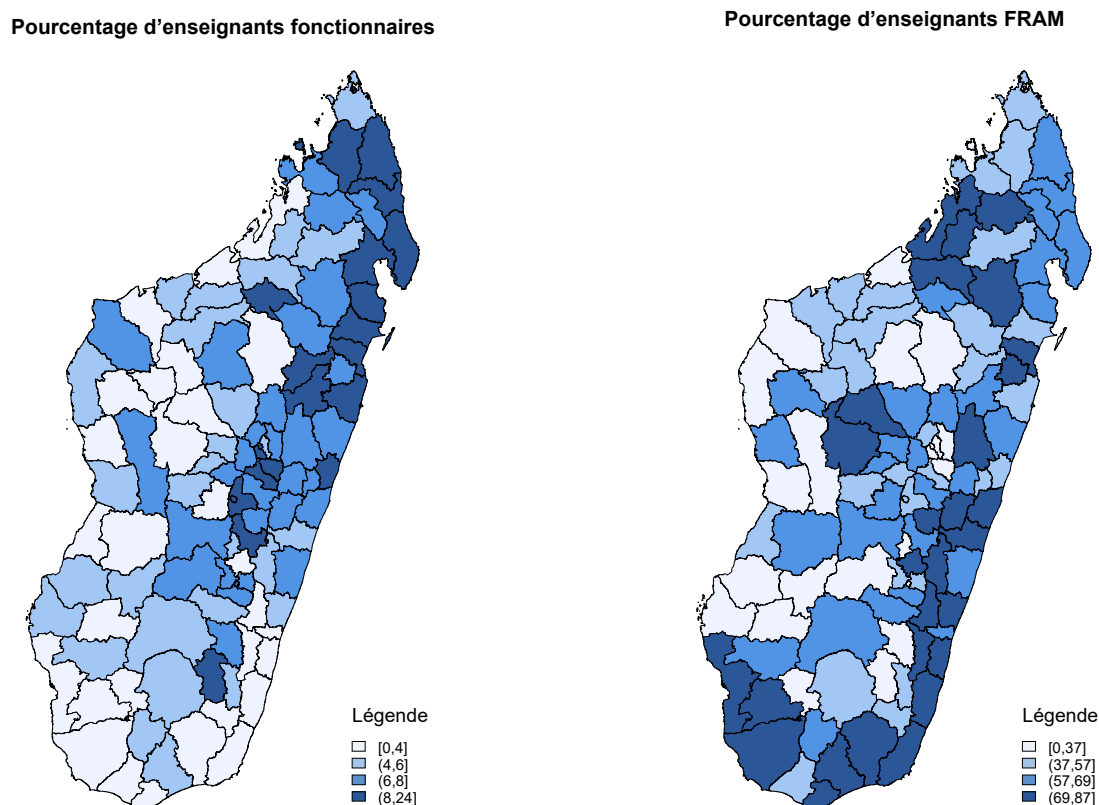 Pourcentage d'enseignants fonctionnaires
Pourcentage d'enseignants FRAM
Légende
[0,4]
(4,6]
(6,8]
(8,24]
Légende
[0,37]
(37,57]
(57,69]
(69,87]